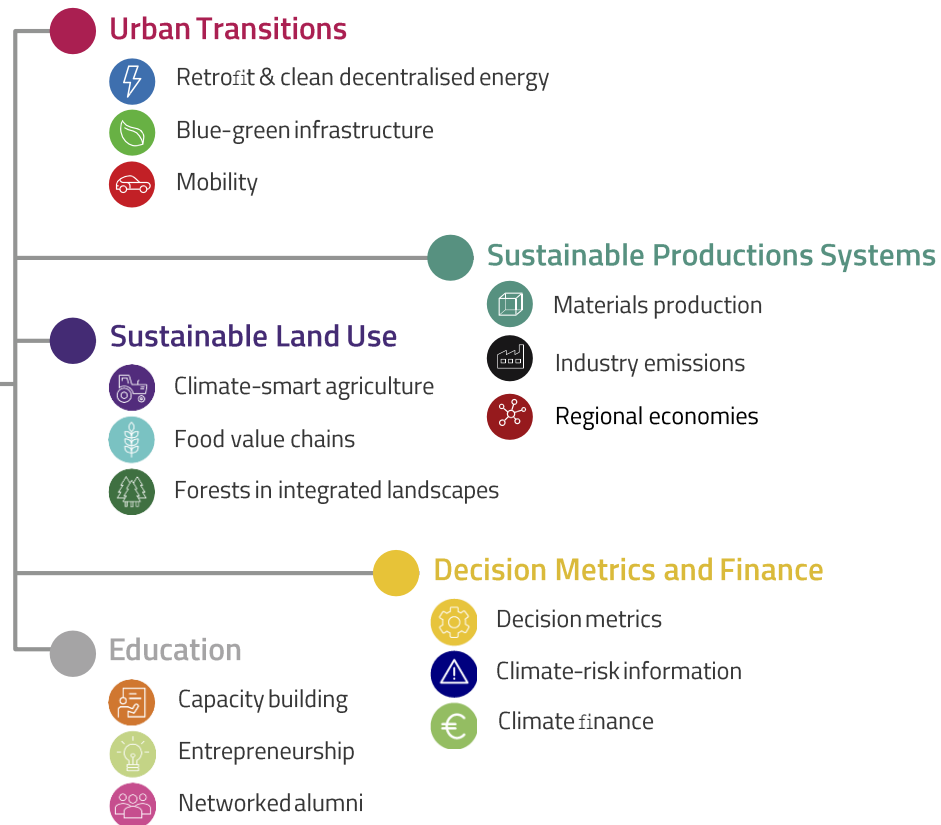 Urban Transitions
Retrofit & clean decentralised energy
Blue-green infrastructure
Mobility
Sustainable Productions Systems
Materials production
Industry emissions
Regional economies
Sustainable Land Use
Climate-smart agriculture
Food value chains
Forests in integrated landscapes
Decision Metrics and Finance
Decision metrics
Climate-risk information
€
Climate finance
Education
Capacity building
Entrepreneurship
Networked alumni